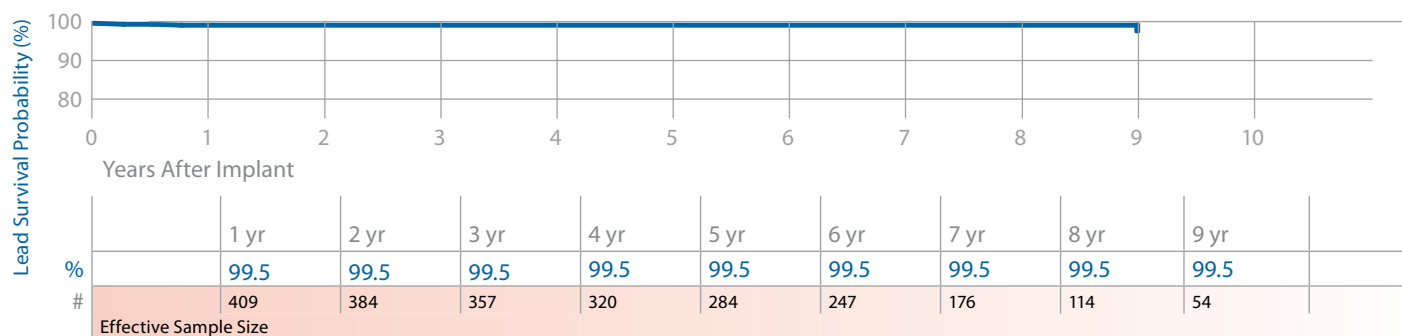 Lead Survival Probability (%)
100
90
80
0 1 2 3 4 5 6 7 8 9 10
Years After Implant
1 yr 2 yr 3 yr 4 yr 5 yr 6 yr 7 yr 8 yr 9 yr
% 99.5 99.5 99.5 99.5 99.5 99.5 99.5 99.5 99.5
# 409 384 357 320 284 247 176 114 54
Effective Sample Size